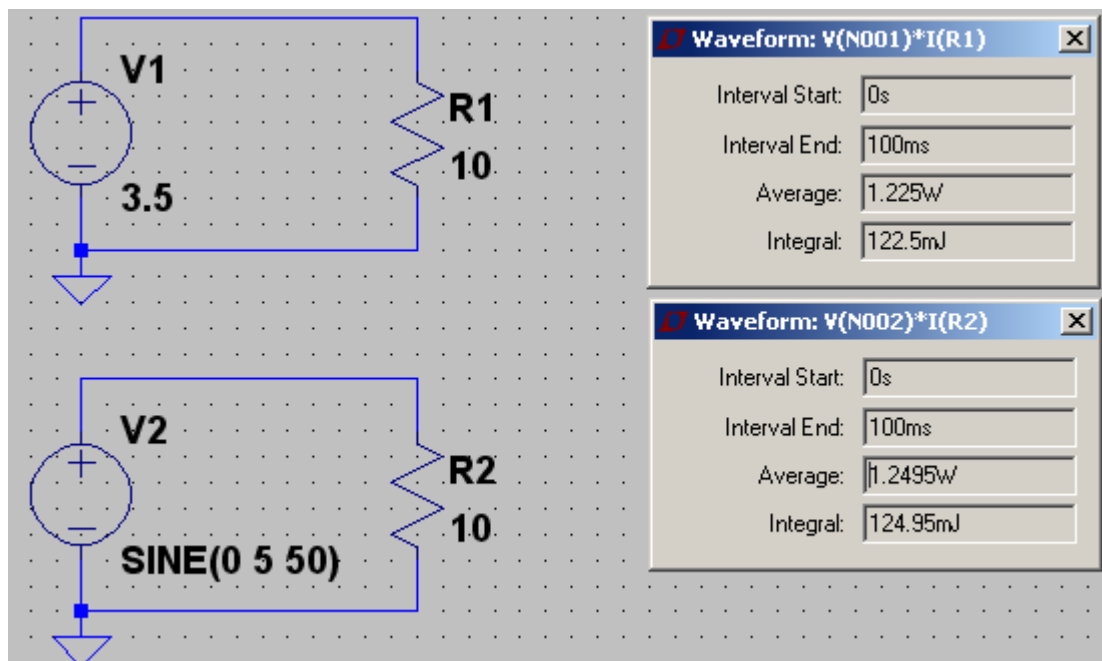 V1
3.5
R1
10
V2
SINE(0 5 50)
R2
10
Waveform: V(N001)*I(R1)
Interval Start: 0s
Interval End: 100ms
Average: 1.225W
Integral: 122.5mJ
Waveform: V(N002)*I(R2)
Interval Start: 0s
Interval End: 100ms
Average: 1.2495W
Integral: 124.95mJ